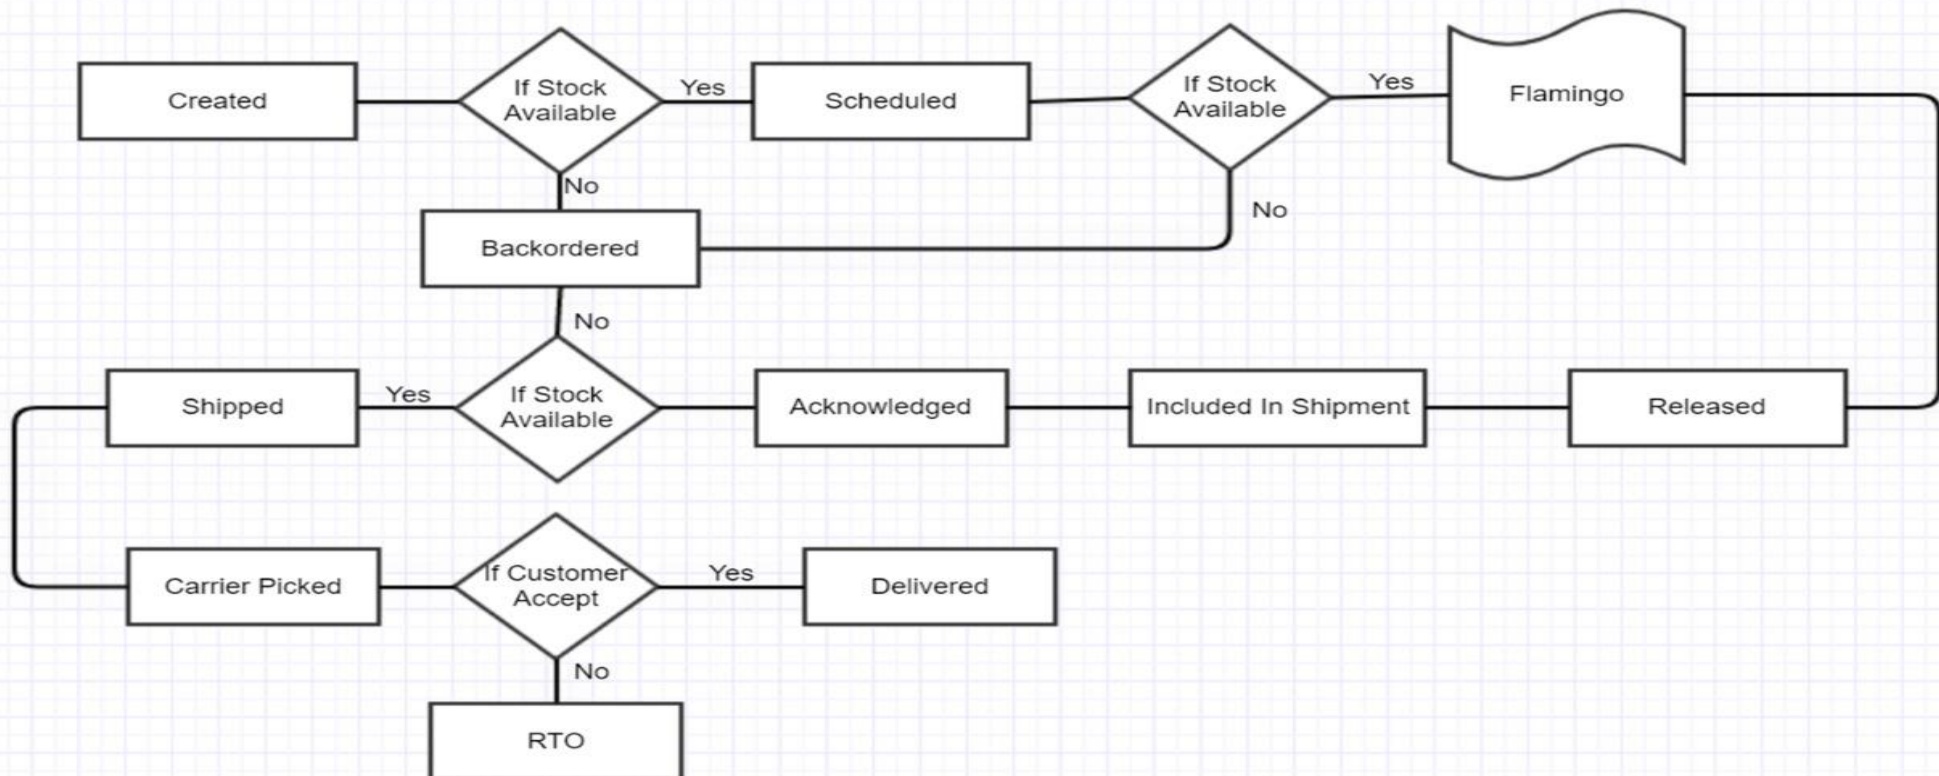 Created
If Stock
Available
Yes
Scheduled
If Stock
Available
Yes
Flamingo
No
No
Backordered
No
Shipped
Yes
If Stock
Available
Acknowledged
Included In Shipment
Released
Carrier Picked
If Customer
Accept
Yes
Delivered
No
RTO